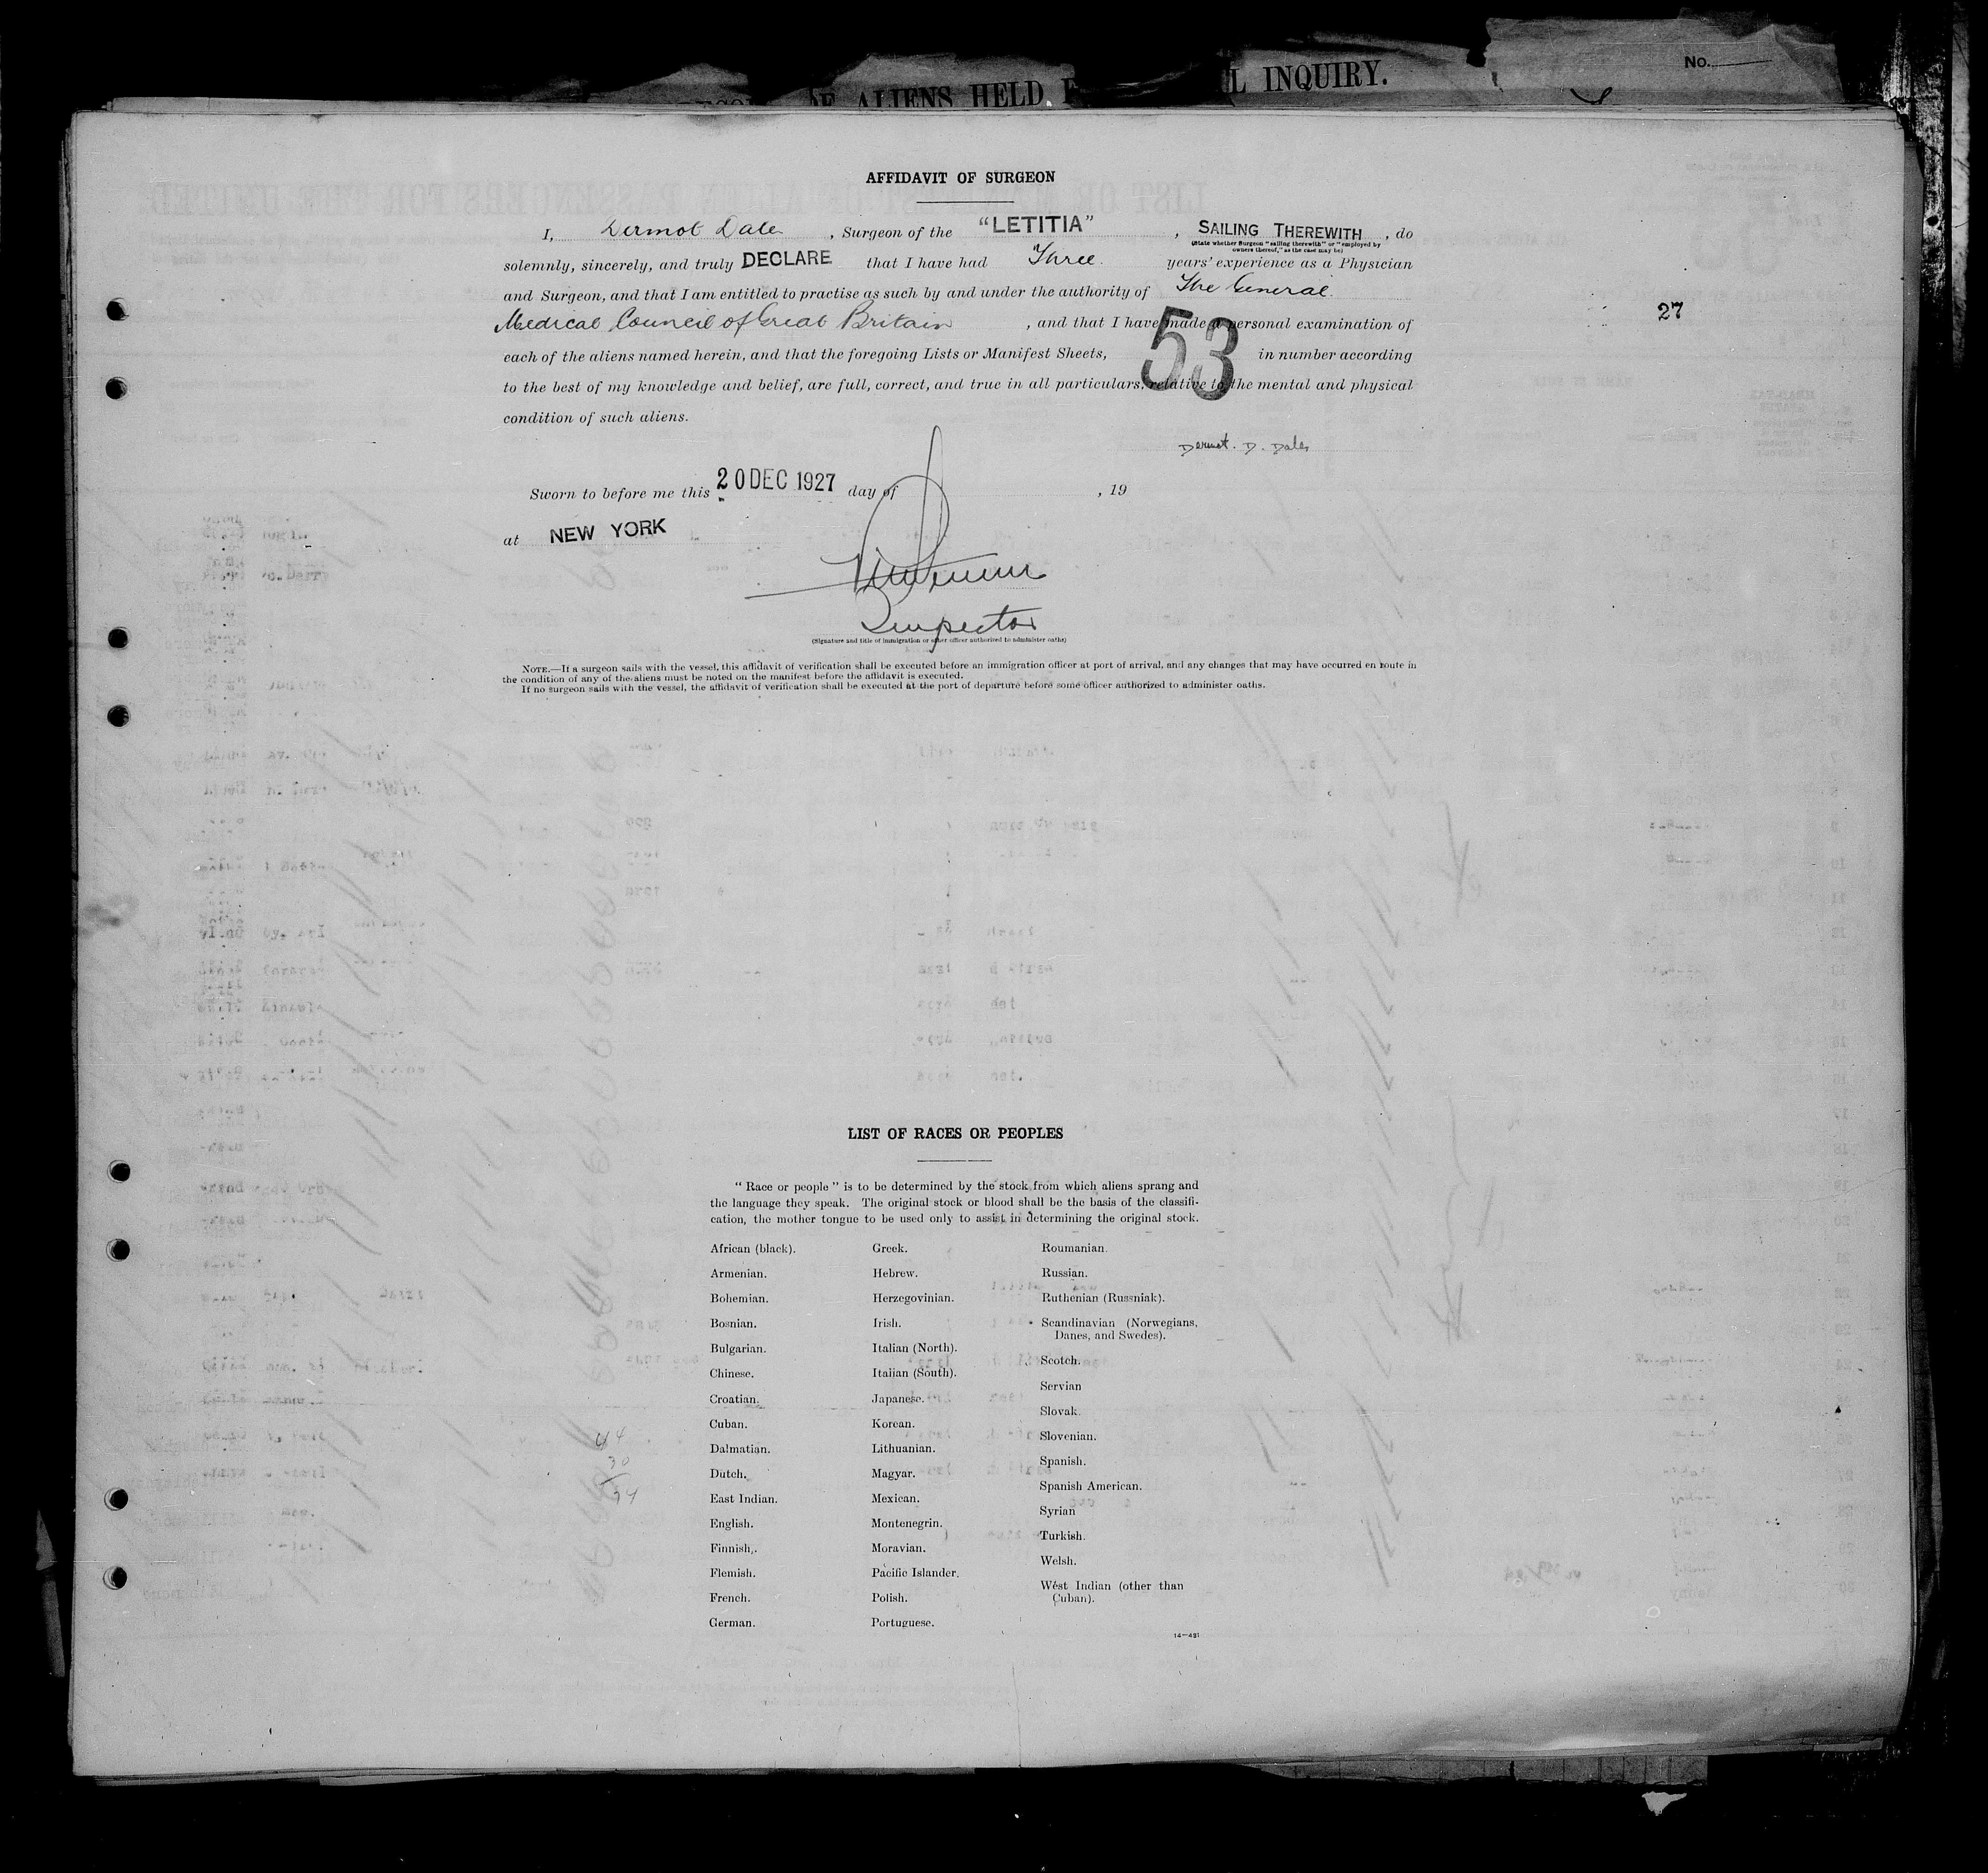 No.
OF ALIENS HELD
L INQUIRY.
AFFIDAVIT OF SURGEON
I, Dermot Dales, Surgeon of the "LETITIA", SAILING THEREWITH, do
(State whether Surgeon "sailing therewith" or "employed by
owners thereof," as the case may be)
solemnly, sincerely, and truly DECLARE that I have had Three years' experience as a Physician
and Surgeon, and that I am entitled to practise as such by and under the authority of The General
Medical Council of Great Britain, and that I have made a personal examination of
27
each of the aliens named herein, and that the foregoing Lists or Manifest Sheets, 53 in number according
to the best of my knowledge and belief, are full, correct, and true in all particulars, relative to the mental and physical
condition of such aliens.
Dermot. D. Dales
Sworn to before me this 20 DEC 1927 day of , 19
at NEW YORK
Inspector
(Signature and title of immigration or other officer authorized to administer oaths)
NOTE.—If a surgeon sails with the vessel, this affidavit of verification shall be executed before an immigration officer at port of arrival, and any changes that may have occurred en route in
the condition of any of the aliens must be noted on the manifest before the affidavit is executed.
If no surgeon sails with the vessel, the affidavit of verification shall be executed at the port of departure before some officer authorized to administer oaths.
LIST OF RACES OR PEOPLES
"Race or people" is to be determined by the stock from which aliens sprang and
the language they speak. The original stock or blood shall be the basis of the classifi-
cation, the mother tongue to be used only to assist in determining the original stock.
African (black).
Armenian.
Bohemian.
Bosnian.
Bulgarian.
Chinese.
Croatian.
Cuban.
Dalmatian.
Dutch.
East Indian.
English.
Finnish.
Flemish.
French.
German.
Greek.
Hebrew.
Herzegovinian.
Irish.
Italian (North).
Italian (South).
Japanese.
Korean.
Lithuanian.
Magyar.
Mexican.
Montenegrin.
Moravian.
Pacific Islander.
Polish.
Portuguese.
Roumanian.
Russian.
Ruthenian (Russniak).
Scandinavian (Norwegians,
Danes, and Swedes).
Scotch.
Servian
Slovak.
Slovenian.
Spanish.
Spanish American.
Syrian
Turkish.
Welsh.
West Indian (other than
Cuban).
44
30
14—431